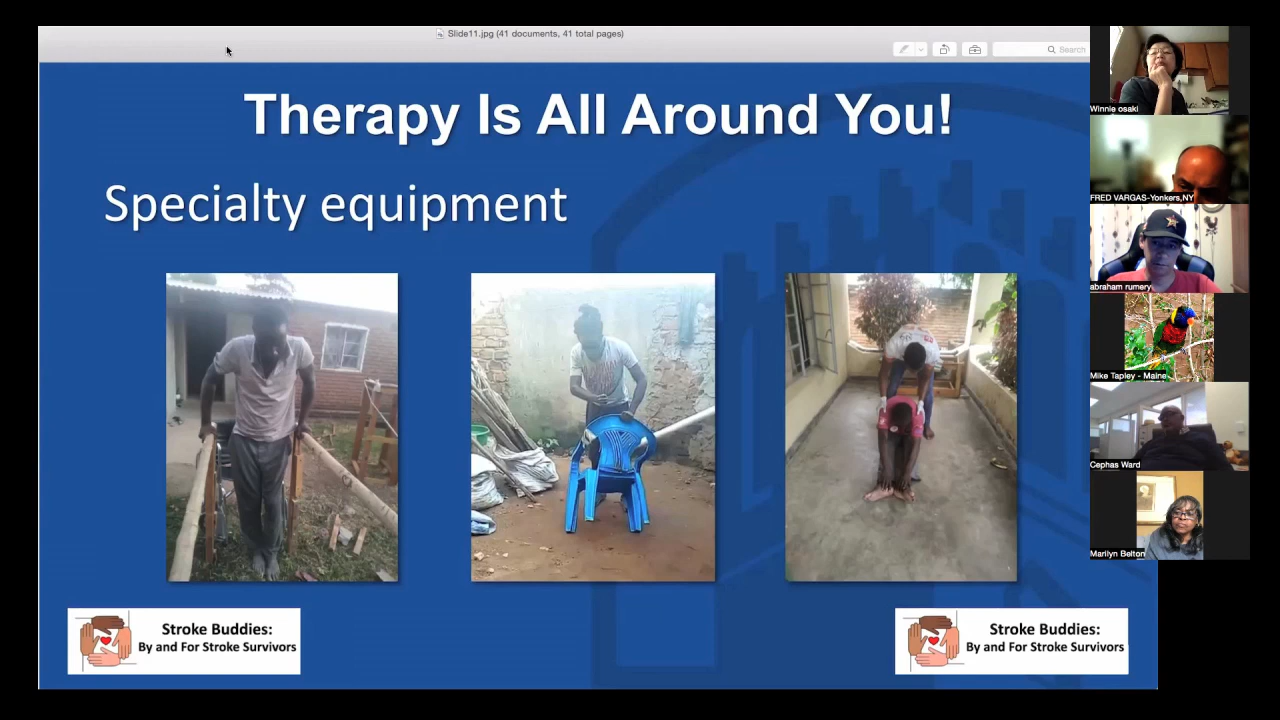 Slide11.jpg (41 documents, 41 total pages)
Search
Therapy Is All Around You!
Specialty equipment
Stroke Buddies:
By and For Stroke Survivors
Stroke Buddies:
By and For Stroke Survivors
Winnie osaki
FRED VARGAS-Yonkers,NY
abraham rumery
Mike Tapley - Maine
Cephas Ward
Marilyn Belton